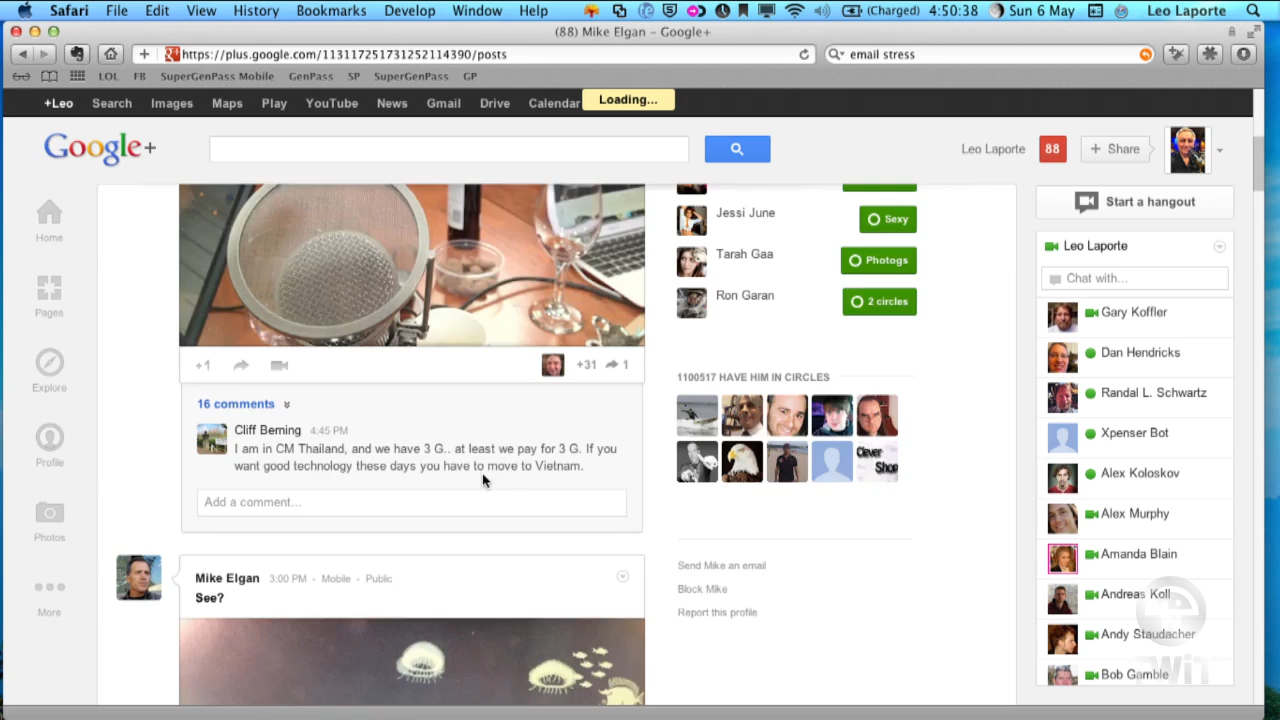 Safari File Edit View History Bookmarks Develop Window Help (Charged) 4:50:38 Sun 6 May Leo Laporte
(88) Mike Elgan – Google+
https://plus.google.com/113117251731252114390/posts
email stress
LOL FB SuperGenPass Mobile GenPass SP SuperGenPass GP
+Leo Search Images Maps Play YouTube News Gmail Drive Calendar Loading...
Google+
Leo Laporte 88 + Share
Home
Pages
Explore
Profile
Photos
More
+1
+31 1
16 comments
Cliff Berning 4:45 PM
I am in CM Thailand, and we have 3 G.. at least we pay for 3 G. If you
want good technology these days you have to move to Vietnam.
Add a comment...
Mike Elgan 3:00 PM - Mobile - Public
See?
Jessi June Sexy
Tarah Gaa Photogs
Ron Garan 2 circles
1100517 HAVE HIM IN CIRCLES
Clever
Shoe
Send Mike an email
Block Mike
Report this profile
Start a hangout
Leo Laporte
Chat with...
Gary Koffler
Dan Hendricks
Randal L. Schwartz
Xpenser Bot
Alex Koloskov
Alex Murphy
Amanda Blain
Andreas Koll
Andy Staudacher
Bob Gamble
TWiT